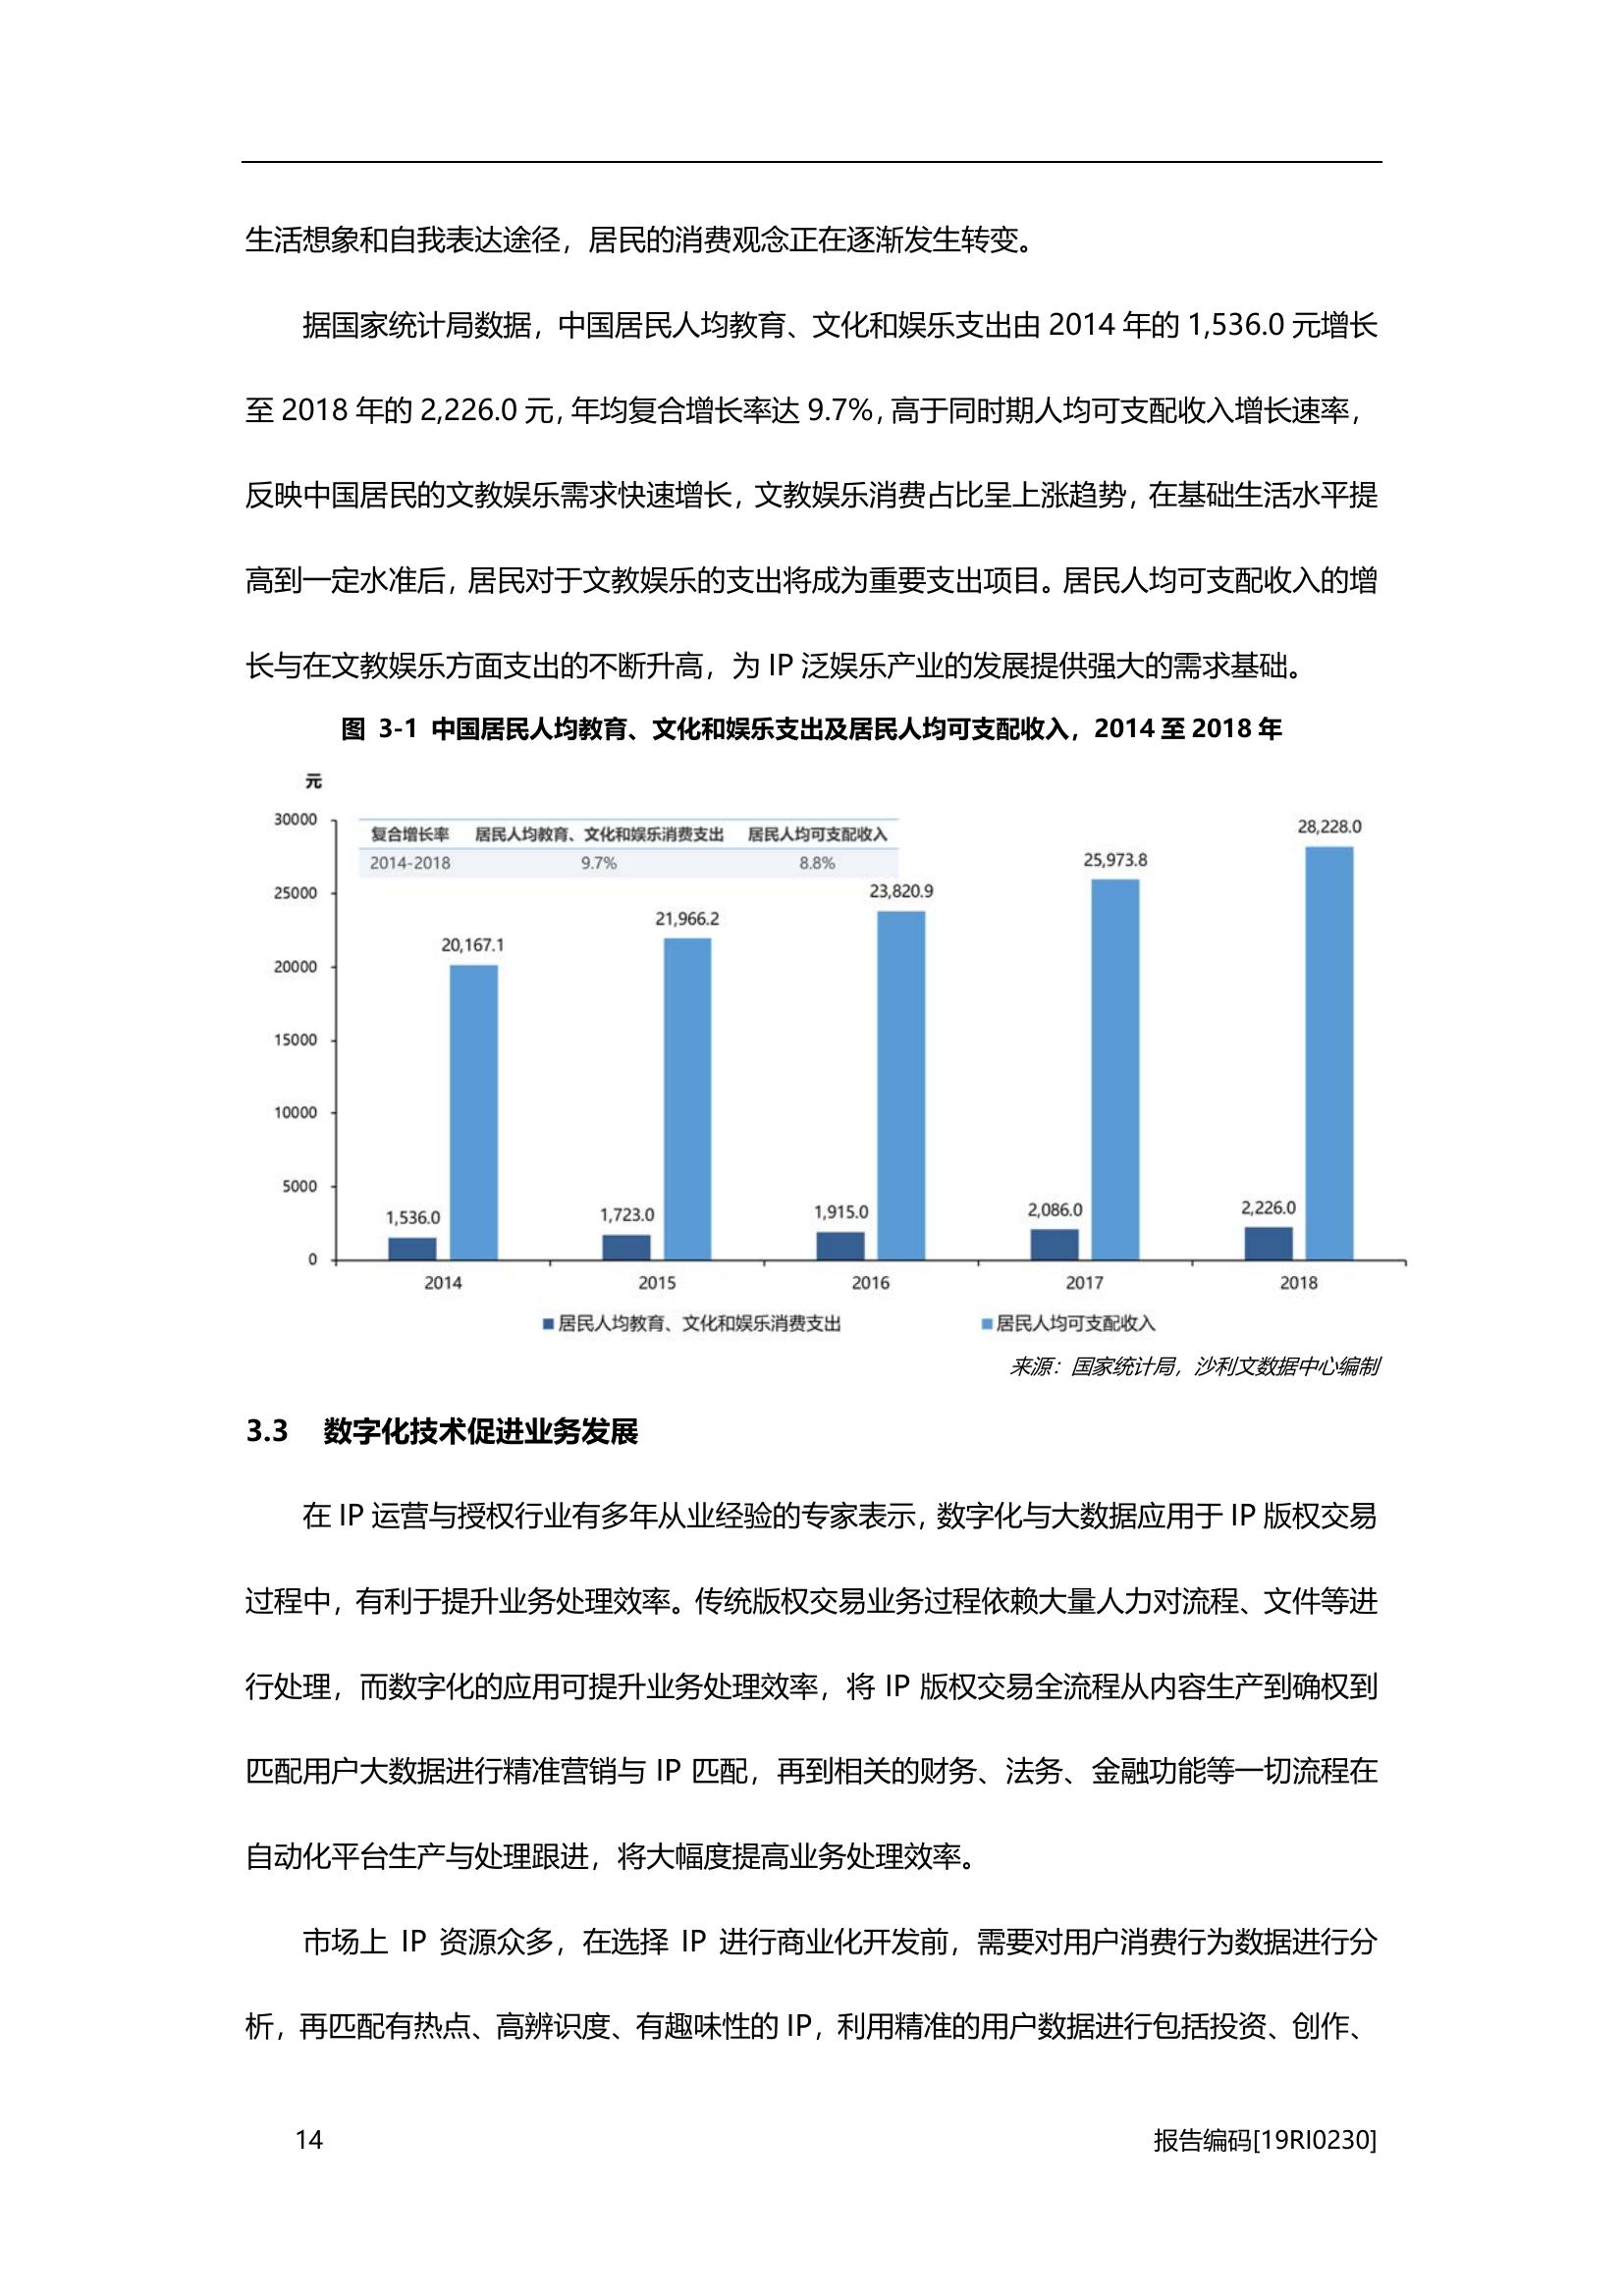 生活想象和自我表达途径，居民的消费观念正在逐渐发生转变。
据国家统计局数据，中国居民人均教育、文化和娱乐支出由 2014 年的 1,536.0 元增长
至 2018 年的 2,226.0 元，年均复合增长率达 9.7%，高于同时期人均可支配收入增长速率，
反映中国居民的文教娱乐需求快速增长，文教娱乐消费占比呈上涨趋势，在基础生活水平提
高到一定水准后，居民对于文教娱乐的支出将成为重要支出项目。居民人均可支配收入的增
长与在文教娱乐方面支出的不断升高，为 IP 泛娱乐产业的发展提供强大的需求基础。
图 3-1 中国居民人均教育、文化和娱乐支出及居民人均可支配收入，2014 至 2018 年
元
30000
25000
20000
15000
10000
5000
0
复合增长率 居民人均教育、文化和娱乐消费支出 居民人均可支配收入
2014-2018 9.7% 8.8%
1,536.0 20,167.1
1,723.0 21,966.2
1,915.0 23,820.9
2,086.0 25,973.8
2,226.0 28,228.0
2014 2015 2016 2017 2018
居民人均教育、文化和娱乐消费支出 居民人均可支配收入
来源：国家统计局，沙利文数据中心编制
3.3 数字化技术促进业务发展
在 IP 运营与授权行业有多年从业经验的专家表示，数字化与大数据应用于 IP 版权交易
过程中，有利于提升业务处理效率。传统版权交易业务过程依赖大量人力对流程、文件等进
行处理，而数字化的应用可提升业务处理效率，将 IP 版权交易全流程从内容生产到确权到
匹配用户大数据进行精准营销与 IP 匹配，再到相关的财务、法务、金融功能等一切流程在
自动化平台生产与处理跟进，将大幅度提高业务处理效率。
市场上 IP 资源众多，在选择 IP 进行商业化开发前，需要对用户消费行为数据进行分
析，再匹配有热点、高辨识度、有趣味性的 IP，利用精准的用户数据进行包括投资、创作、
14 报告编码[19RI0230]